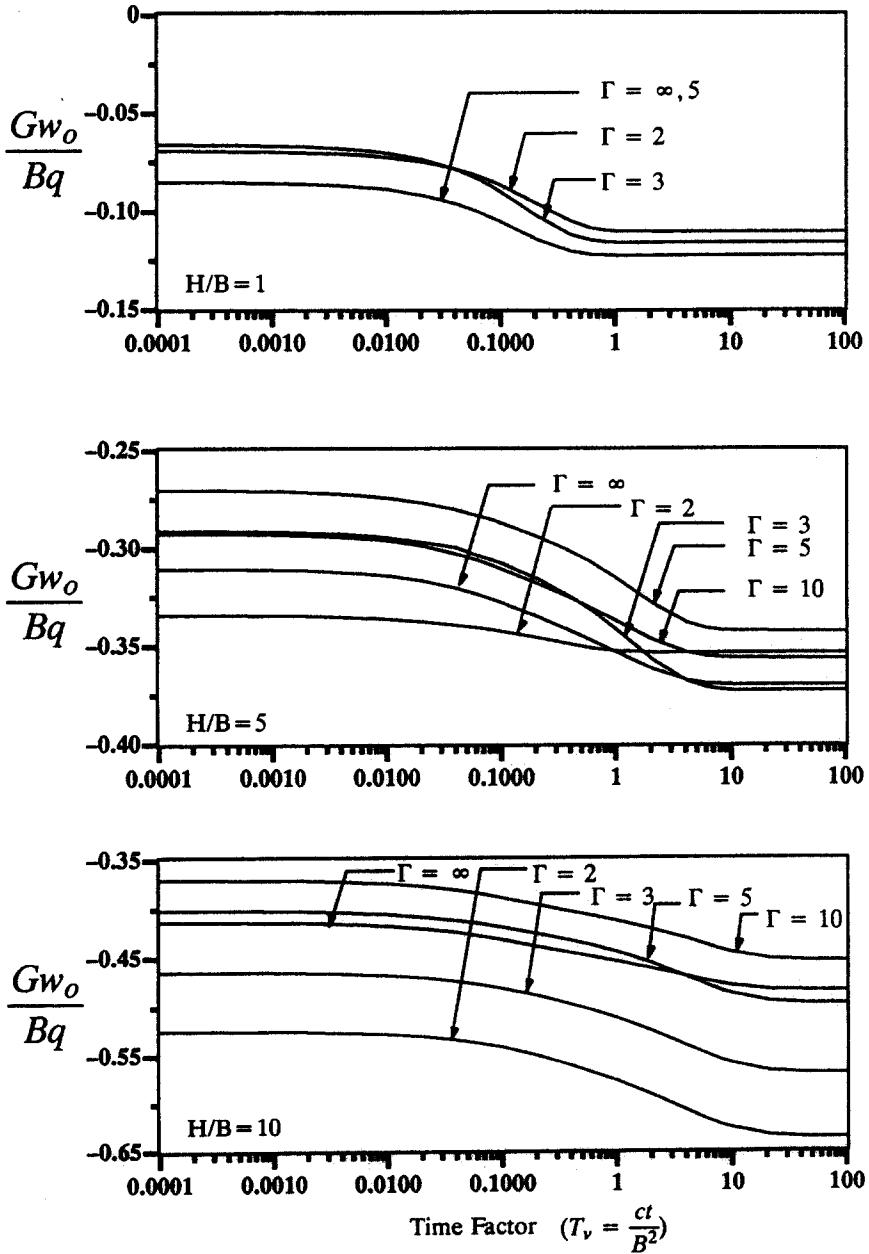 0
−0.05
−0.10
−0.15
Gw_o
Bq
Γ = ∞, 5
Γ = 2
Γ = 3
H/B = 1
0.0001 0.0010 0.0100 0.1000 1 10 100
−0.25
−0.30
−0.35
−0.40
Gw_o
Bq
Γ = ∞
Γ = 2
Γ = 3
Γ = 5
Γ = 10
H/B = 5
0.0001 0.0010 0.0100 0.1000 1 10 100
−0.35
−0.45
−0.55
−0.65
Gw_o
Bq
Γ = ∞
Γ = 2
Γ = 3
Γ = 5
Γ = 10
H/B = 10
0.0001 0.0010 0.0100 0.1000 1 10 100
Time Factor (T_v = ct/B²)